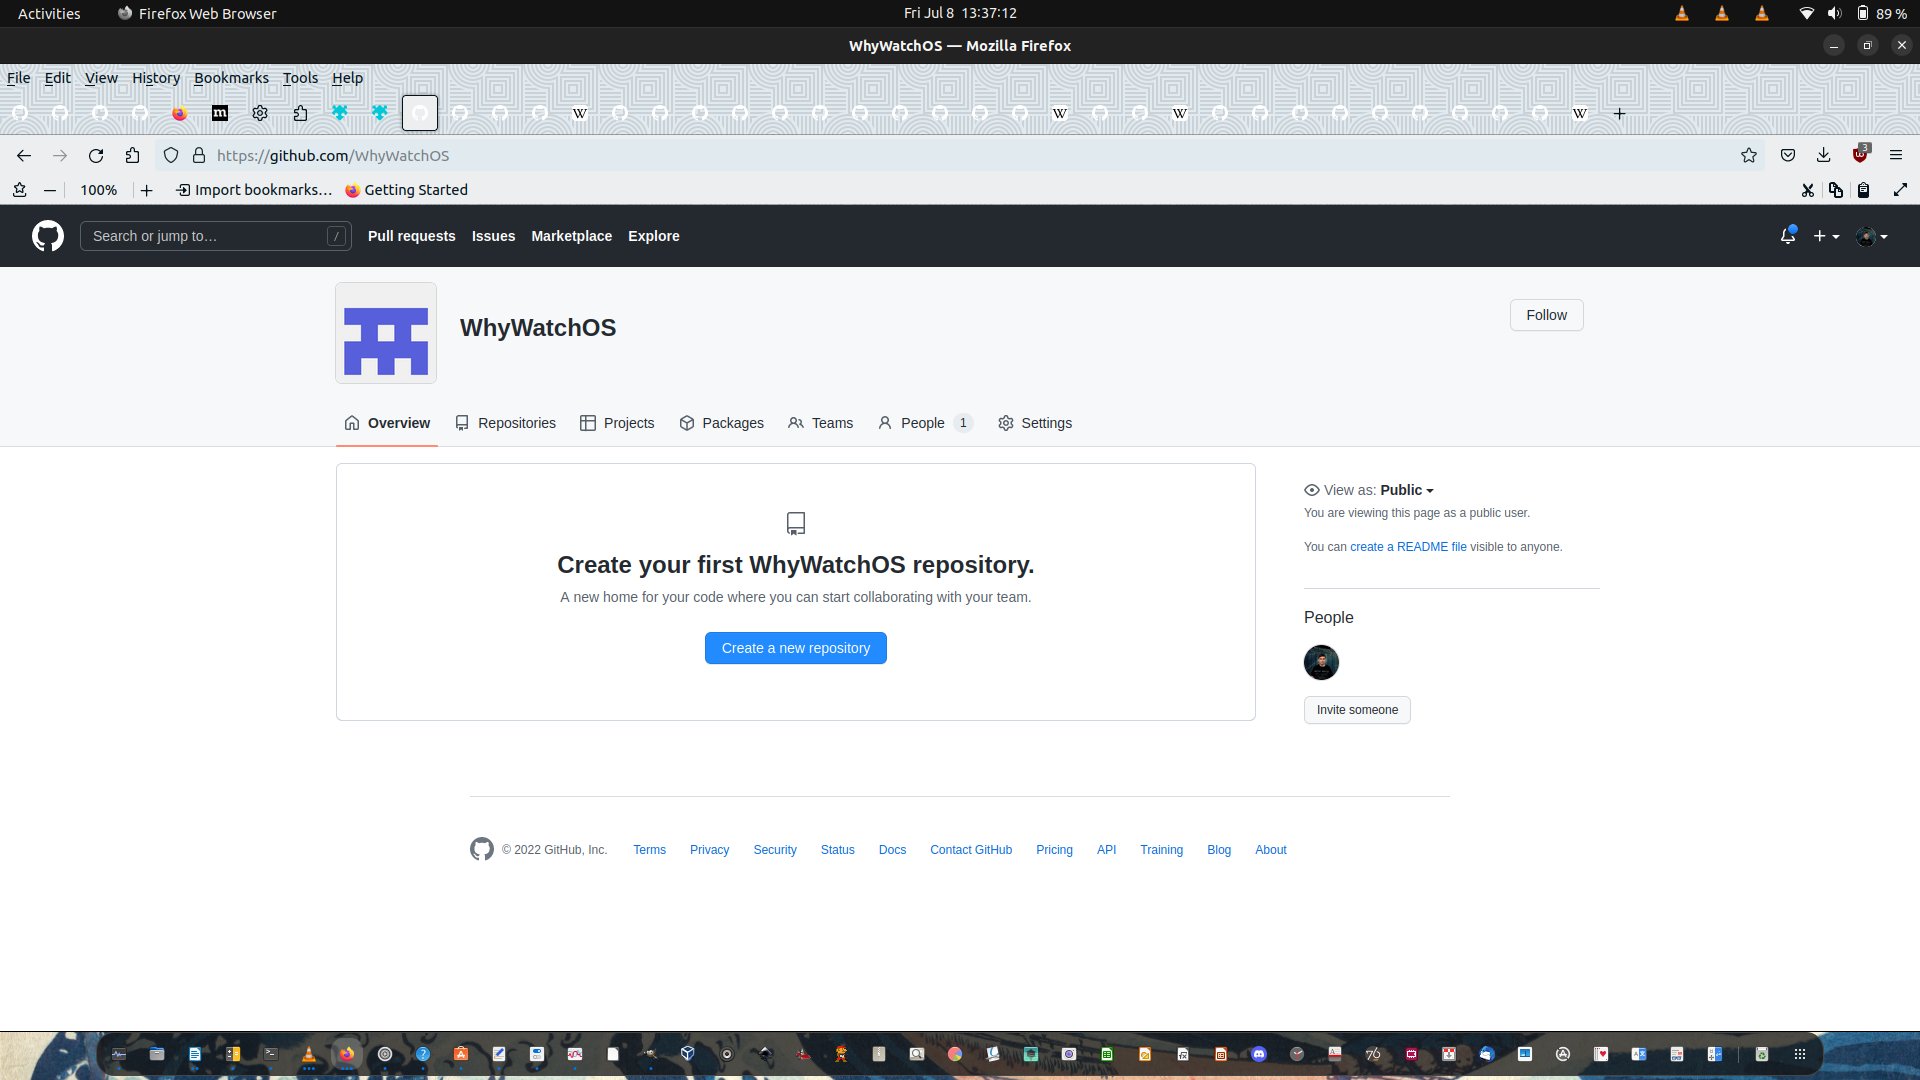 Activities
Firefox Web Browser
Fri Jul 8 13:37:12
89 %
WhyWatchOS — Mozilla Firefox
File Edit View History Bookmarks Tools Help
https://github.com/WhyWatchOS
3
100%
Import bookmarks…
Getting Started
Search or jump to…
/
Pull requests
Issues
Marketplace
Explore
WhyWatchOS
Follow
Overview
Repositories
Projects
Packages
Teams
People 1
Settings
Create your first WhyWatchOS repository.
A new home for your code where you can start collaborating with your team.
Create a new repository
View as: Public
You are viewing this page as a public user.
You can create a README file visible to anyone.
People
Invite someone
© 2022 GitHub, Inc.
Terms
Privacy
Security
Status
Docs
Contact GitHub
Pricing
API
Training
Blog
About